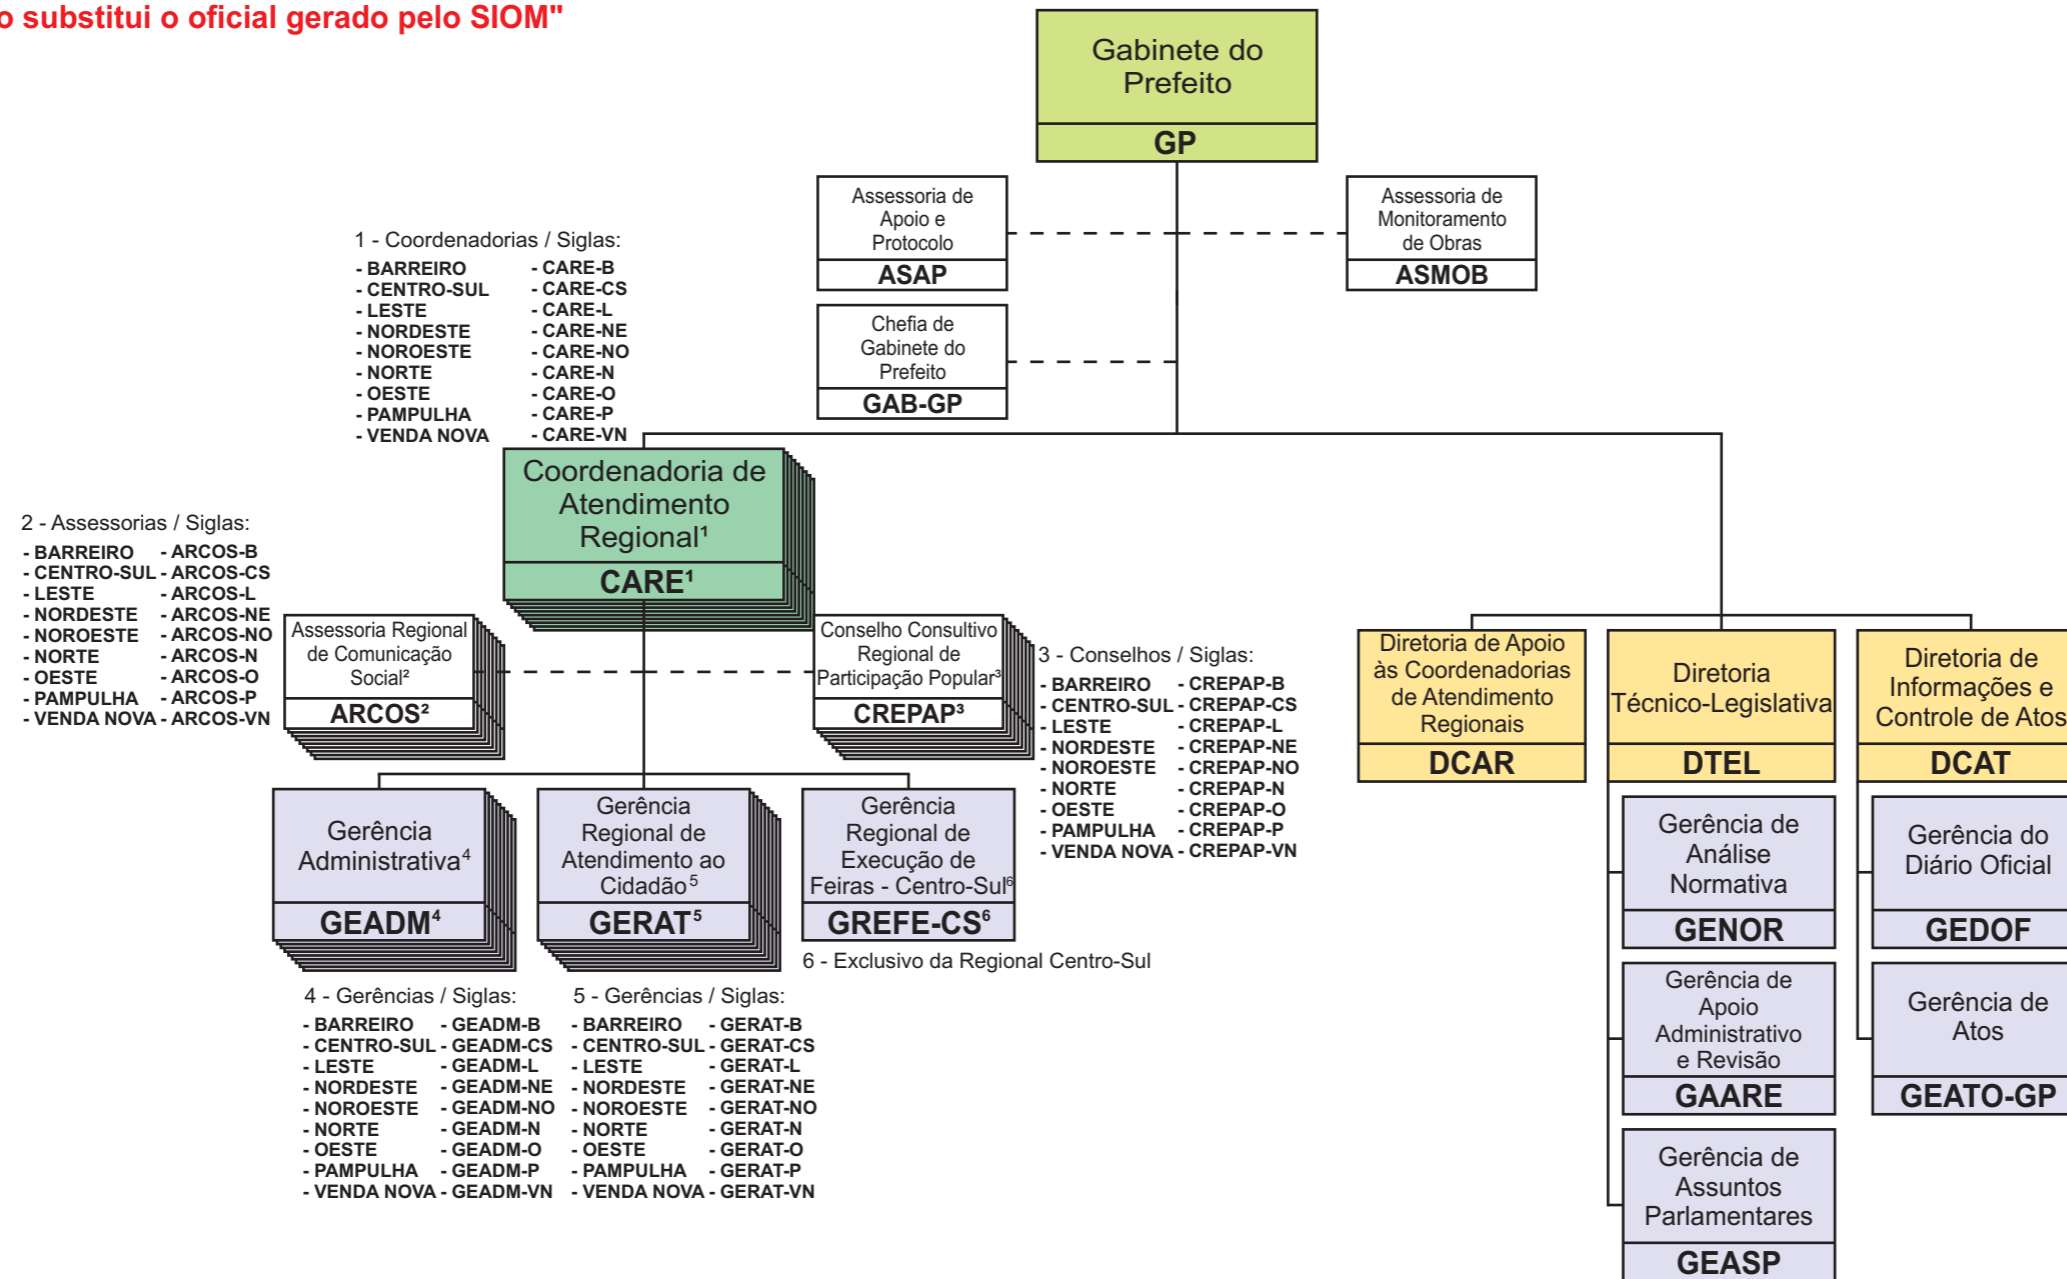 o substitui o oficial gerado pelo SIOM"
Gabinete do
Prefeito
GP
Assessoria de
Apoio e
Protocolo
ASAP
Assessoria de
Monitoramento
de Obras
ASMOB
Chefia de
Gabinete do
Prefeito
GAB-GP
1 - Coordenadorias / Siglas:
- BARREIRO - CARE-B
- CENTRO-SUL - CARE-CS
- LESTE - CARE-L
- NORDESTE - CARE-NE
- NOROESTE - CARE-NO
- NORTE - CARE-N
- OESTE - CARE-O
- PAMPULHA - CARE-P
- VENDA NOVA - CARE-VN
Coordenadoria de
Atendimento
Regional¹
CARE¹
2 - Assessorias / Siglas:
- BARREIRO - ARCOS-B
- CENTRO-SUL - ARCOS-CS
- LESTE - ARCOS-L
- NORDESTE - ARCOS-NE
- NOROESTE - ARCOS-NO
- NORTE - ARCOS-N
- OESTE - ARCOS-O
- PAMPULHA - ARCOS-P
- VENDA NOVA - ARCOS-VN
Assessoria Regional
de Comunicação
Social²
ARCOS²
Conselho Consultivo
Regional de
Participação Popular³
CREPAP³
3 - Conselhos / Siglas:
- BARREIRO - CREPAP-B
- CENTRO-SUL - CREPAP-CS
- LESTE - CREPAP-L
- NORDESTE - CREPAP-NE
- NOROESTE - CREPAP-NO
- NORTE - CREPAP-N
- OESTE - CREPAP-O
- PAMPULHA - CREPAP-P
- VENDA NOVA - CREPAP-VN
Diretoria de Apoio
às Coordenadorias
de Atendimento
Regionais
DCAR
Diretoria
Técnico-Legislativa
DTEL
Diretoria de
Informações e
Controle de Atos
DCAT
Gerência
Administrativa⁴
GEADM⁴
Gerência
Regional de
Atendimento ao
Cidadão⁵
GERAT⁵
Gerência
Regional de
Execução de
Feiras - Centro-Sul⁶
GREFE-CS⁶
6 - Exclusivo da Regional Centro-Sul
4 - Gerências / Siglas:
- BARREIRO - GEADM-B
- CENTRO-SUL - GEADM-CS
- LESTE - GEADM-L
- NORDESTE - GEADM-NE
- NOROESTE - GEADM-NO
- NORTE - GEADM-N
- OESTE - GEADM-O
- PAMPULHA - GEADM-P
- VENDA NOVA - GEADM-VN
5 - Gerências / Siglas:
- BARREIRO - GERAT-B
- CENTRO-SUL - GERAT-CS
- LESTE - GERAT-L
- NORDESTE - GERAT-NE
- NOROESTE - GERAT-NO
- NORTE - GERAT-N
- OESTE - GERAT-O
- PAMPULHA - GERAT-P
- VENDA NOVA - GERAT-VN
Gerência de
Análise
Normativa
GENOR
Gerência de
Apoio
Administrativo
e Revisão
GAARE
Gerência de
Assuntos
Parlamentares
GEASP
Gerência do
Diário Oficial
GEDOF
Gerência de
Atos
GEATO-GP